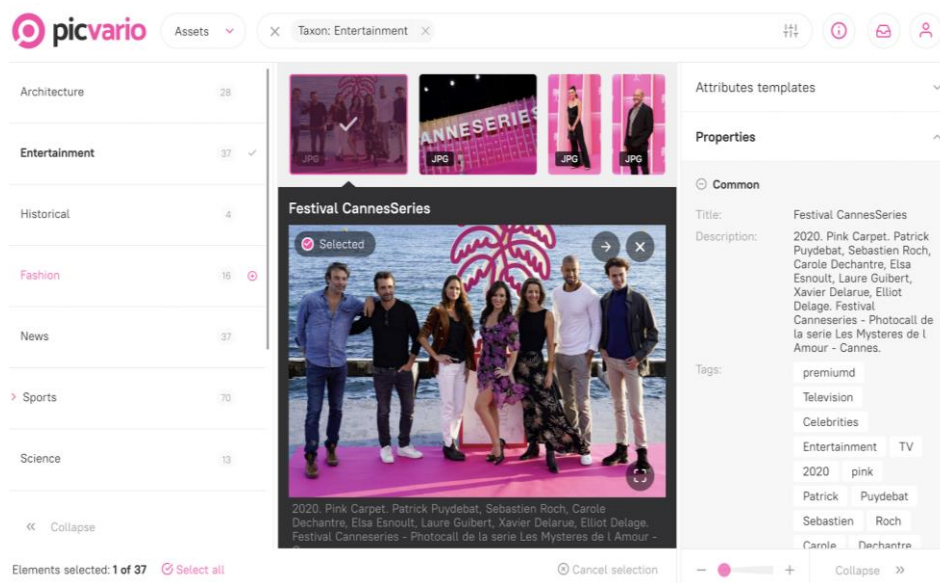 picvario
Assets
Taxon: Entertainment
Architecture 28
Entertainment 37
Historical 4
Fashion 16
News 37
Sports 70
Science 13
Collapse
Elements selected: 1 of 37 Select all
JPG
ANNESERIES
JPG
JPG
JPG
Festival CannesSeries
Selected
2020. Pink Carpet. Patrick Puydebat, Sebastien Roch, Carole
Dechantre, Elsa Esnoult, Laure Guibert, Xavier Delarue, Elliot Delage.
Festival Canneseries - Photocall de la serie Les Mysteres de l Amour -
Cancel selection
Attributes templates
Properties
Common
Title: Festival CannesSeries
Description: 2020. Pink Carpet. Patrick
Puydebat, Sebastien Roch,
Carole Dechantre, Elsa
Esnoult, Laure Guibert,
Xavier Delarue, Elliot
Delage. Festival
Canneseries - Photocall de
la serie Les Mysteres de l
Amour - Cannes.
Tags: premiumd
Television
Celebrities
Entertainment TV
2020 pink
Patrick Puydebat
Sebastien Roch
Carole Dechantre
Collapse